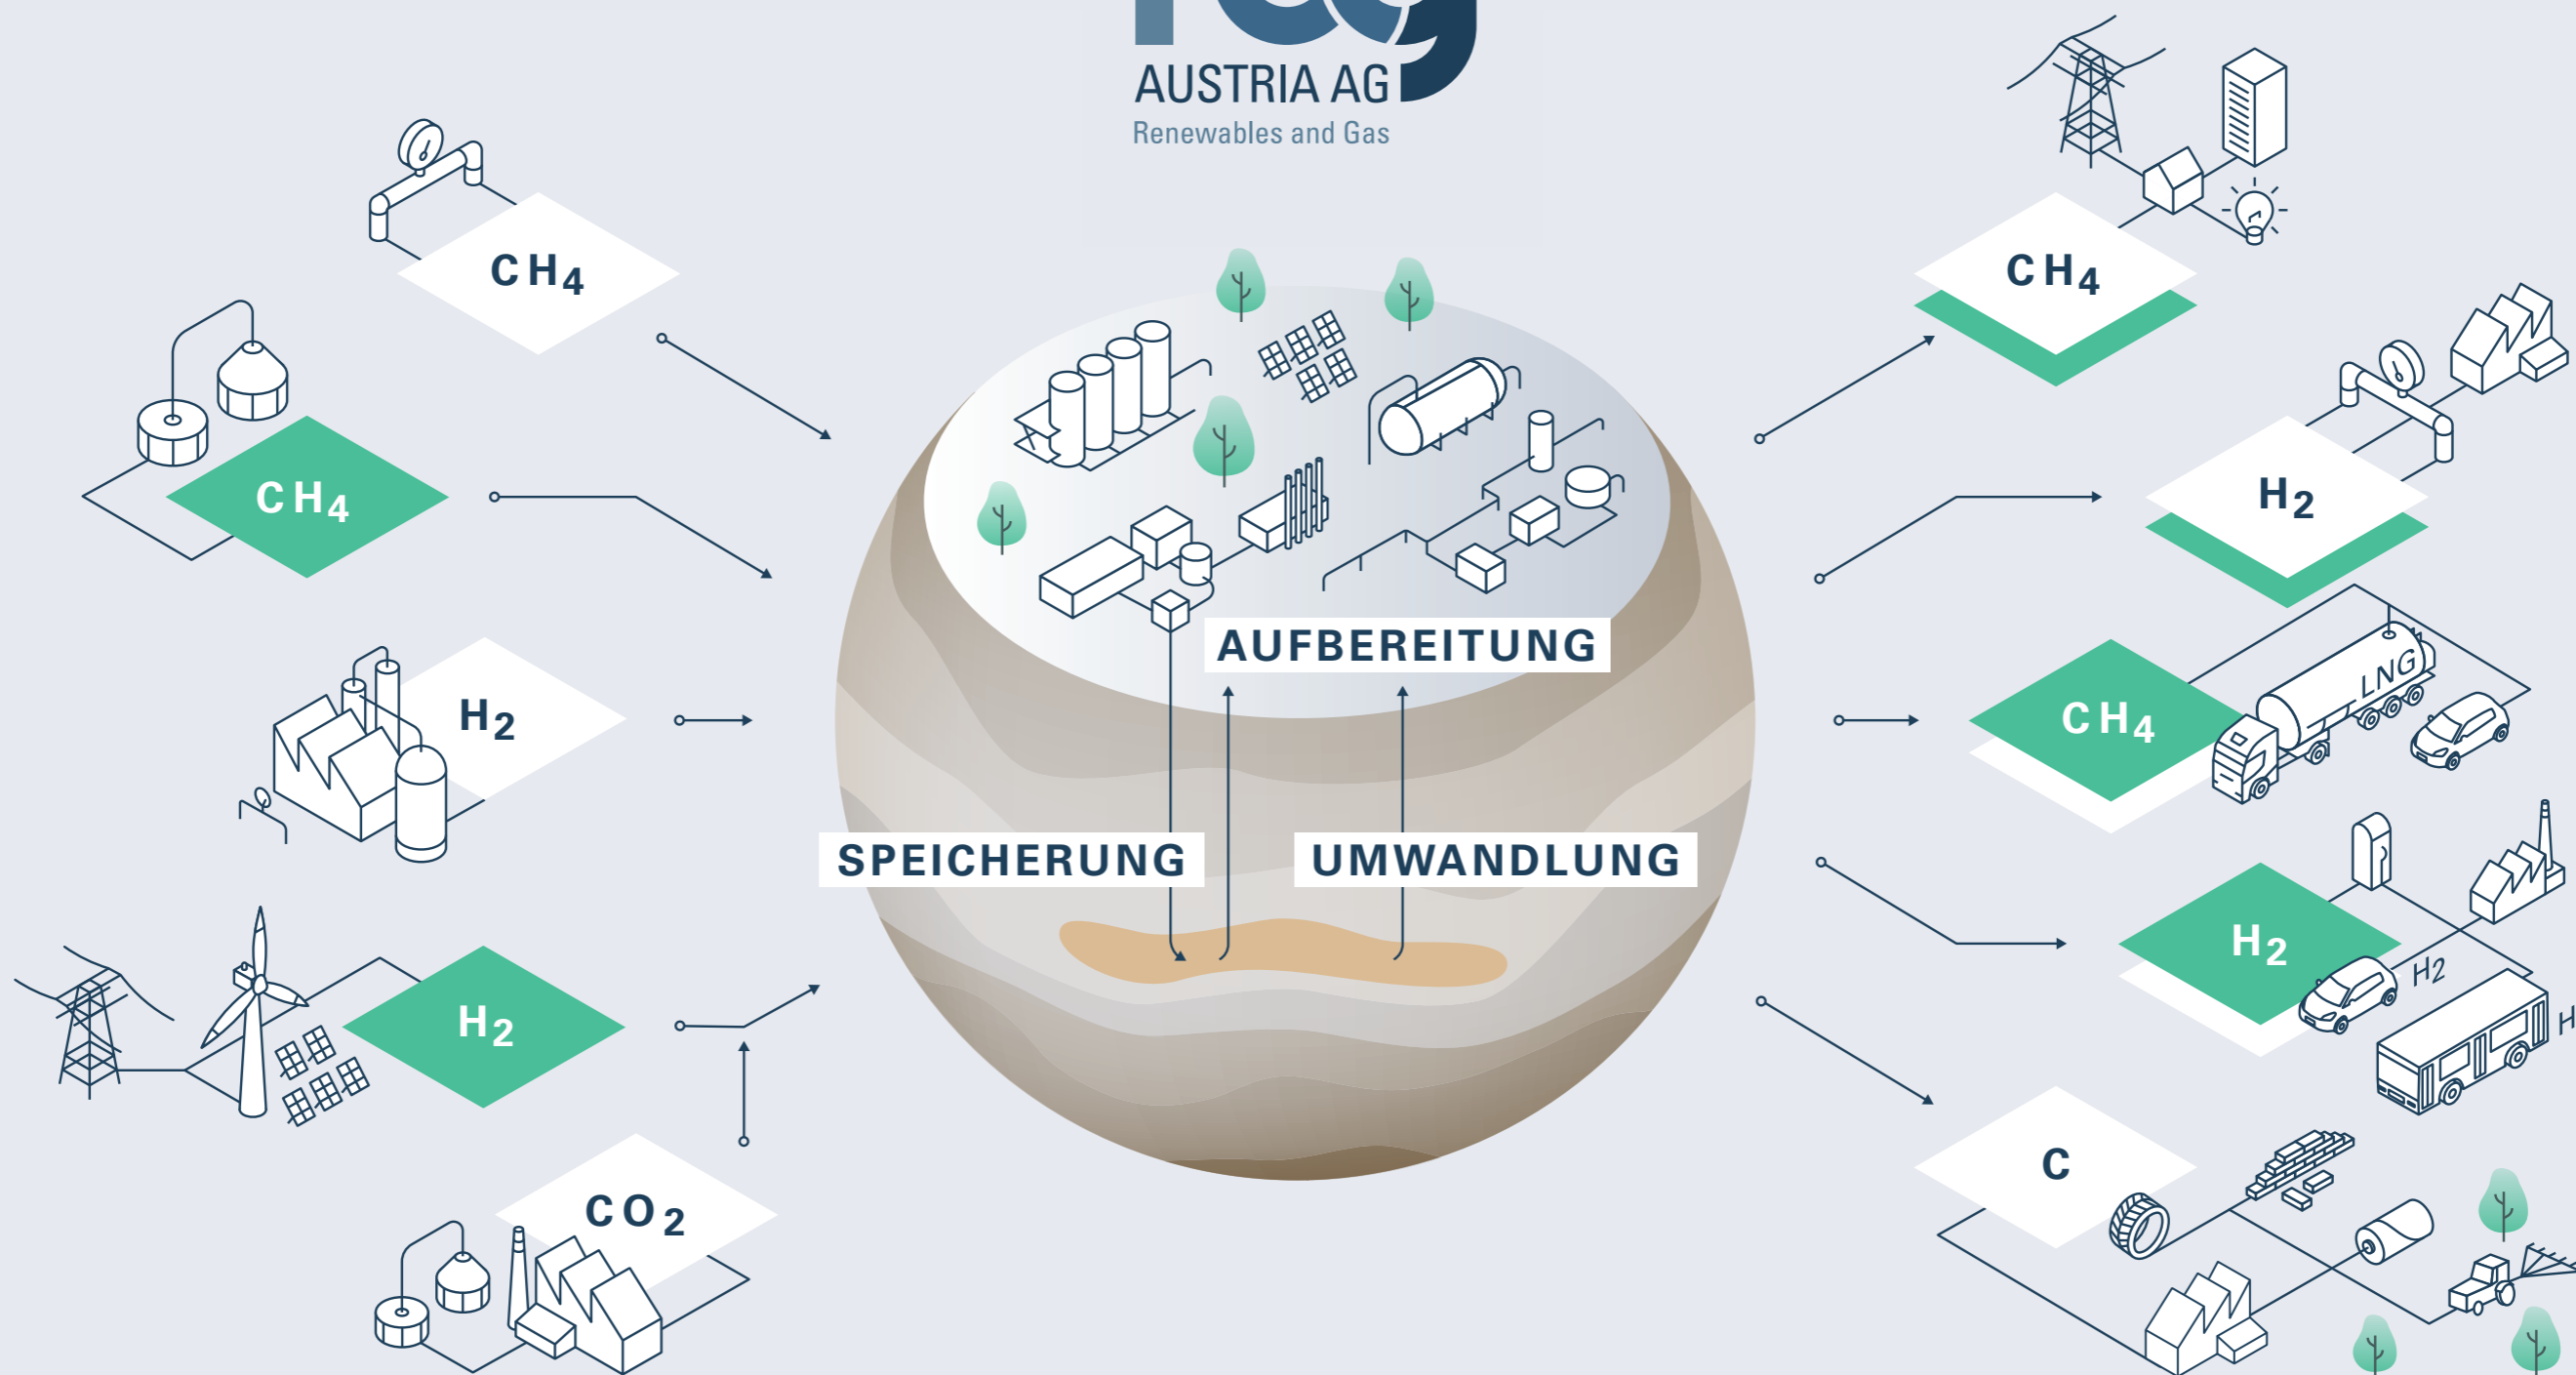 AUSTRIA AG
Renewables and Gas
CH4
CH4
H2
H2
CO2
AUFBEREITUNG
SPEICHERUNG
UMWANDLUNG
CH4
H2
CH4
LNG
H2
H2
H
C